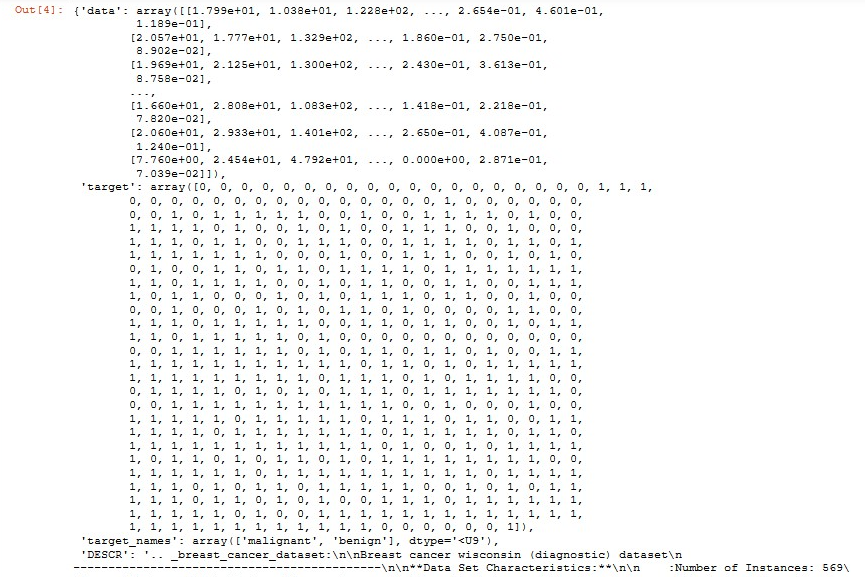 Out[4]: {'data': array([[1.799e+01, 1.038e+01, 1.228e+02, ..., 2.654e-01, 4.601e-01,
1.189e-01],
[2.057e+01, 1.777e+01, 1.329e+02, ..., 1.860e-01, 2.750e-01,
8.902e-02],
[1.969e+01, 2.125e+01, 1.300e+02, ..., 2.430e-01, 3.613e-01,
8.758e-02],
...,
[1.660e+01, 2.808e+01, 1.083e+02, ..., 1.418e-01, 2.218e-01,
7.820e-02],
[2.060e+01, 2.933e+01, 1.401e+02, ..., 2.650e-01, 4.087e-01,
1.240e-01],
[7.760e+00, 2.454e+01, 4.792e+01, ..., 0.000e+00, 2.871e-01,
7.039e-02]]),
'target': array([0, 0, 0, 0, 0, 0, 0, 0, 0, 0, 0, 0, 0, 0, 0, 0, 0, 0, 0, 1, 1, 1,
0, 0, 0, 0, 0, 0, 0, 0, 0, 0, 0, 0, 0, 0, 0, 1, 0, 0, 0, 0, 0, 0,
0, 0, 1, 0, 1, 1, 1, 1, 1, 0, 0, 1, 0, 0, 1, 1, 1, 1, 0, 1, 0, 0,
1, 1, 1, 1, 0, 1, 0, 0, 1, 0, 1, 0, 0, 1, 1, 1, 0, 0, 1, 0, 0, 0,
1, 1, 1, 0, 1, 1, 0, 0, 1, 1, 1, 0, 0, 1, 1, 1, 1, 0, 1, 1, 0, 1,
1, 1, 1, 1, 1, 1, 1, 0, 0, 0, 1, 0, 0, 1, 1, 1, 0, 0, 1, 0, 1, 0,
0, 1, 0, 0, 1, 1, 0, 1, 1, 0, 1, 1, 1, 1, 0, 1, 1, 1, 1, 1, 1, 1,
1, 1, 0, 1, 1, 1, 1, 0, 0, 1, 0, 1, 1, 0, 0, 1, 1, 0, 0, 1, 1, 1,
1, 0, 1, 1, 0, 0, 0, 1, 0, 1, 0, 1, 1, 1, 0, 1, 1, 0, 0, 1, 0, 0,
0, 0, 1, 0, 0, 0, 1, 0, 1, 0, 1, 1, 0, 1, 0, 0, 0, 0, 1, 1, 0, 0,
1, 1, 1, 0, 1, 1, 1, 1, 1, 0, 0, 1, 1, 0, 1, 1, 0, 0, 1, 0, 1, 1,
1, 1, 0, 1, 1, 1, 1, 1, 0, 1, 0, 0, 0, 0, 0, 0, 0, 0, 0, 0, 0, 0,
0, 0, 1, 1, 1, 1, 1, 1, 0, 1, 0, 1, 1, 0, 1, 1, 0, 1, 0, 0, 1, 1,
1, 1, 1, 1, 1, 1, 1, 1, 1, 0, 1, 1, 0, 1, 0, 1, 1, 1, 1, 1, 1, 1,
1, 1, 1, 1, 1, 1, 1, 0, 1, 1, 1, 0, 1, 0, 1, 1, 1, 1, 0, 0, 0, 1,
1, 1, 1, 0, 1, 0, 1, 0, 1, 1, 1, 0, 1, 1, 1, 1, 1, 1, 1, 0, 0, 0,
1, 1, 1, 1, 1, 1, 1, 1, 1, 1, 1, 0, 0, 1, 0, 0, 0, 1, 0, 0, 1, 1,
1, 1, 1, 0, 1, 1, 1, 1, 1, 0, 1, 1, 1, 0, 1, 1, 0, 0, 1, 1, 1, 1,
1, 1, 0, 1, 1, 1, 1, 1, 1, 1, 0, 1, 1, 1, 1, 1, 0, 1, 1, 0, 1, 1,
1, 1, 1, 1, 1, 1, 1, 1, 1, 1, 0, 1, 0, 0, 1, 0, 1, 1, 1, 1, 1, 0,
1, 1, 0, 1, 0, 1, 1, 0, 1, 0, 1, 1, 1, 1, 1, 1, 1, 1, 0, 0, 1, 1,
1, 1, 1, 1, 0, 1, 1, 1, 1, 1, 1, 1, 1, 1, 1, 0, 1, 1, 1, 1, 1, 1,
1, 0, 1, 0, 1, 1, 0, 1, 1, 1, 1, 1, 0, 0, 1, 0, 1, 0, 1, 1, 1, 1,
1, 0, 1, 1, 0, 1, 0, 1, 0, 0, 1, 1, 1, 0, 1, 1, 1, 1, 1, 1, 1, 1,
1, 1, 1, 0, 1, 0, 0, 1, 1, 1, 1, 1, 1, 1, 1, 1, 1, 1, 1, 1, 1, 1,
1, 1, 1, 1, 1, 1, 1, 1, 1, 1, 1, 1, 0, 0, 0, 0, 0, 0, 1]),
'target_names': array(['malignant', 'benign'], dtype='<U9'),
'DESCR': '.. _breast_cancer_dataset:\n\nBreast cancer wisconsin (diagnostic) dataset\n
--------------------------------------------\n\n**Data Set Characteristics:**\n\n    :Number of Instances: 569\